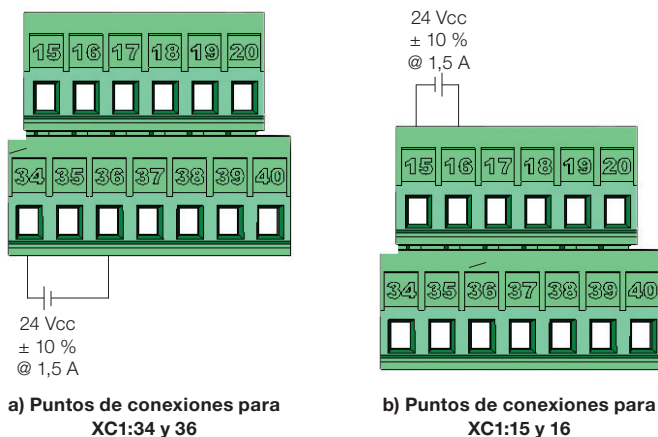 15 16 17 18 19 20
34 35 36 37 38 39 40
24 Vcc
± 10 %
@ 1,5 A
a) Puntos de conexiones para
XC1:34 y 36
24 Vcc
± 10 %
@ 1,5 A
15 16 17 18 19 20
34 35 36 37 38 39 40
b) Puntos de conexiones para
XC1:15 y 16